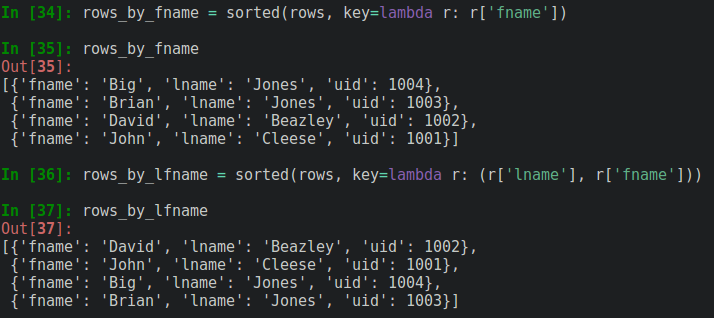 In [34]: rows_by_fname = sorted(rows, key=lambda r: r['fname'])
In [35]: rows_by_fname
Out[35]:
[{'fname': 'Big', 'lname': 'Jones', 'uid': 1004},
 {'fname': 'Brian', 'lname': 'Jones', 'uid': 1003},
 {'fname': 'David', 'lname': 'Beazley', 'uid': 1002},
 {'fname': 'John', 'lname': 'Cleese', 'uid': 1001}]
In [36]: rows_by_lfname = sorted(rows, key=lambda r: (r['lname'], r['fname']))
In [37]: rows_by_lfname
Out[37]:
[{'fname': 'David', 'lname': 'Beazley', 'uid': 1002},
 {'fname': 'John', 'lname': 'Cleese', 'uid': 1001},
 {'fname': 'Big', 'lname': 'Jones', 'uid': 1004},
 {'fname': 'Brian', 'lname': 'Jones', 'uid': 1003}]